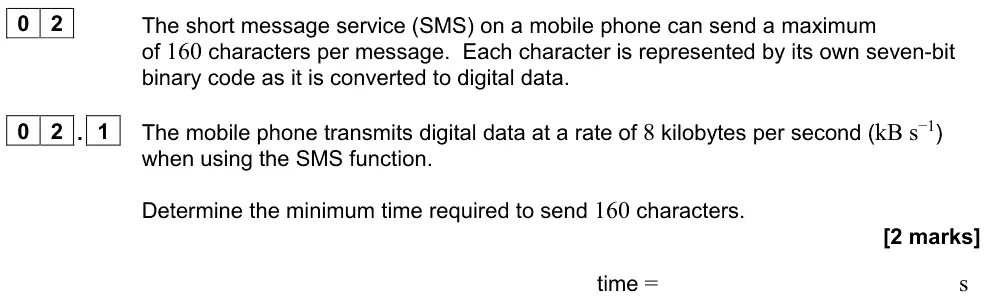 0 2 The short message service (SMS) on a mobile phone can send a maximum
of 160 characters per message. Each character is represented by its own seven-bit
binary code as it is converted to digital data.
0 2 . 1 The mobile phone transmits digital data at a rate of 8 kilobytes per second (kB s⁻¹)
when using the SMS function.
Determine the minimum time required to send 160 characters.
[2 marks]
time = s